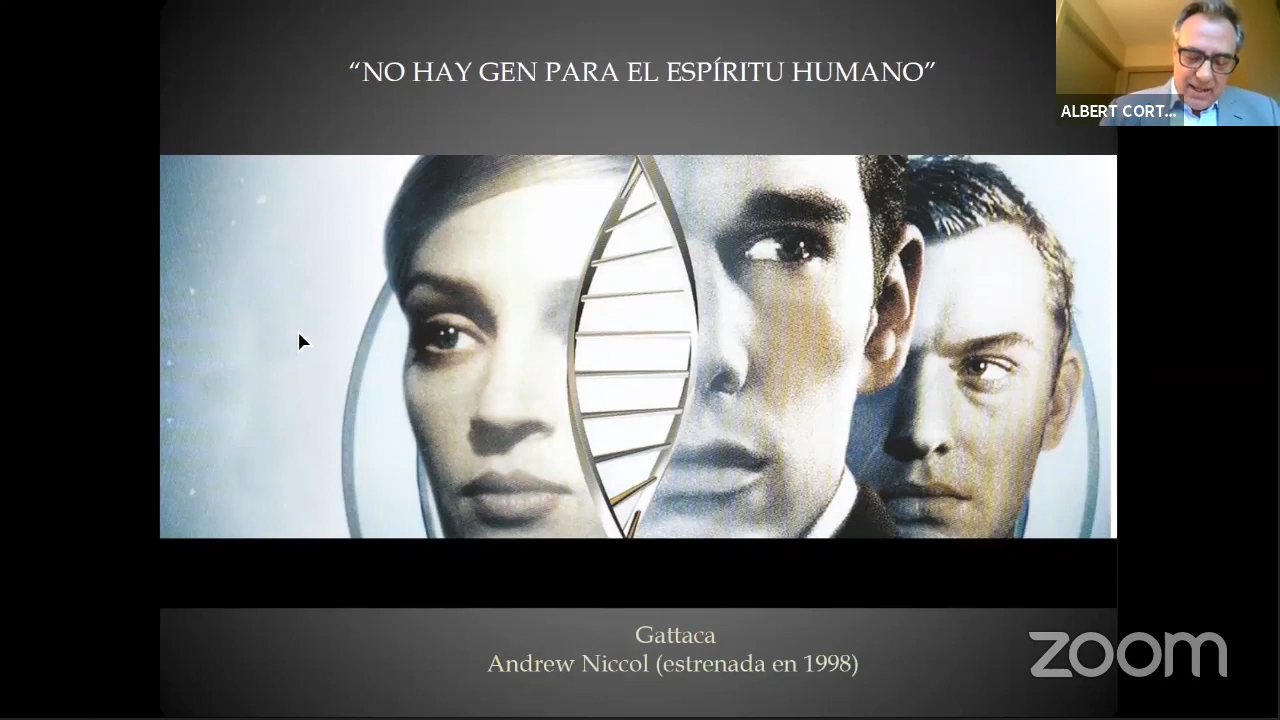 “NO HAY GEN PARA EL ESPÍRITU HUMANO”
ALBERT CORT...
Gattaca
Andrew Niccol (estrenada en 1998)
zoom